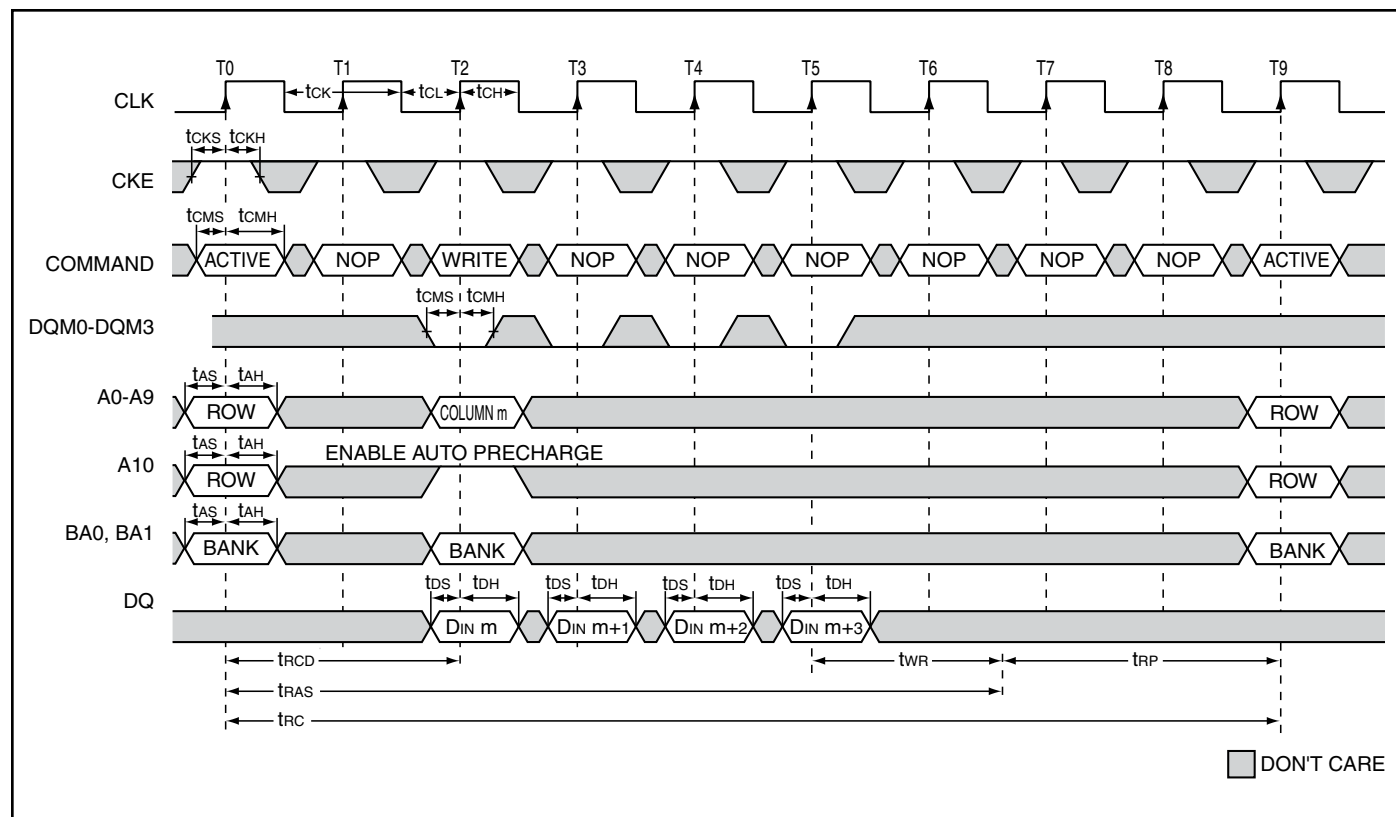 T0 T1 T2 T3 T4 T5 T6 T7 T8 T9
CLK tCK tCL tCH
tCKS tCKH
CKE
tCMS tCMH
COMMAND ACTIVE NOP WRITE NOP NOP NOP NOP NOP NOP ACTIVE
tCMS tCMH
DQM0-DQM3
tAS tAH
A0-A9 ROW COLUMN m ROW
tAS tAH ENABLE AUTO PRECHARGE
A10 ROW ROW
tAS tAH
BA0, BA1 BANK BANK BANK
tDS tDH tDS tDH tDS tDH tDS tDH
DQ DIN m DIN m+1 DIN m+2 DIN m+3
tRCD tWR tRP
tRAS
tRC
DON'T CARE